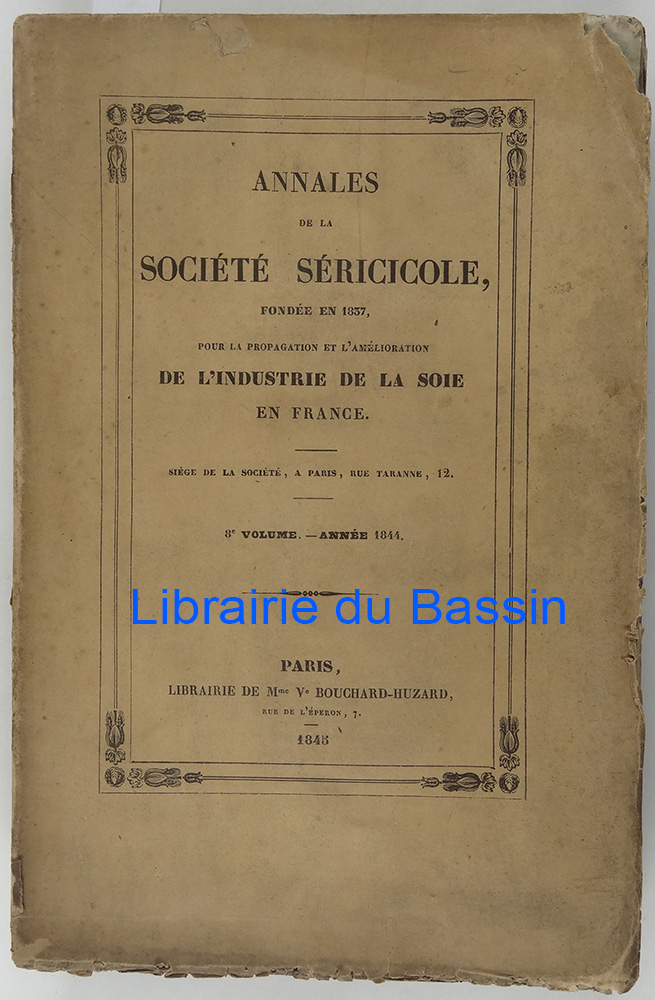 ANNALES
DE LA
SOCIÉTÉ SÉRICICOLE,
FONDÉE EN 1837,
POUR LA PROPAGATION ET L'AMÉLIORATION
DE L'INDUSTRIE DE LA SOIE
EN FRANCE.
SIÉGE DE LA SOCIÉTÉ, A PARIS, RUE TARANNE, 12.
8e VOLUME. — ANNÉE 1844.
Librairie du Bassin
PARIS,
LIBRAIRIE DE Mme Ve BOUCHARD-HUZARD,
RUE DE L'ÉPERON, 7.
1845